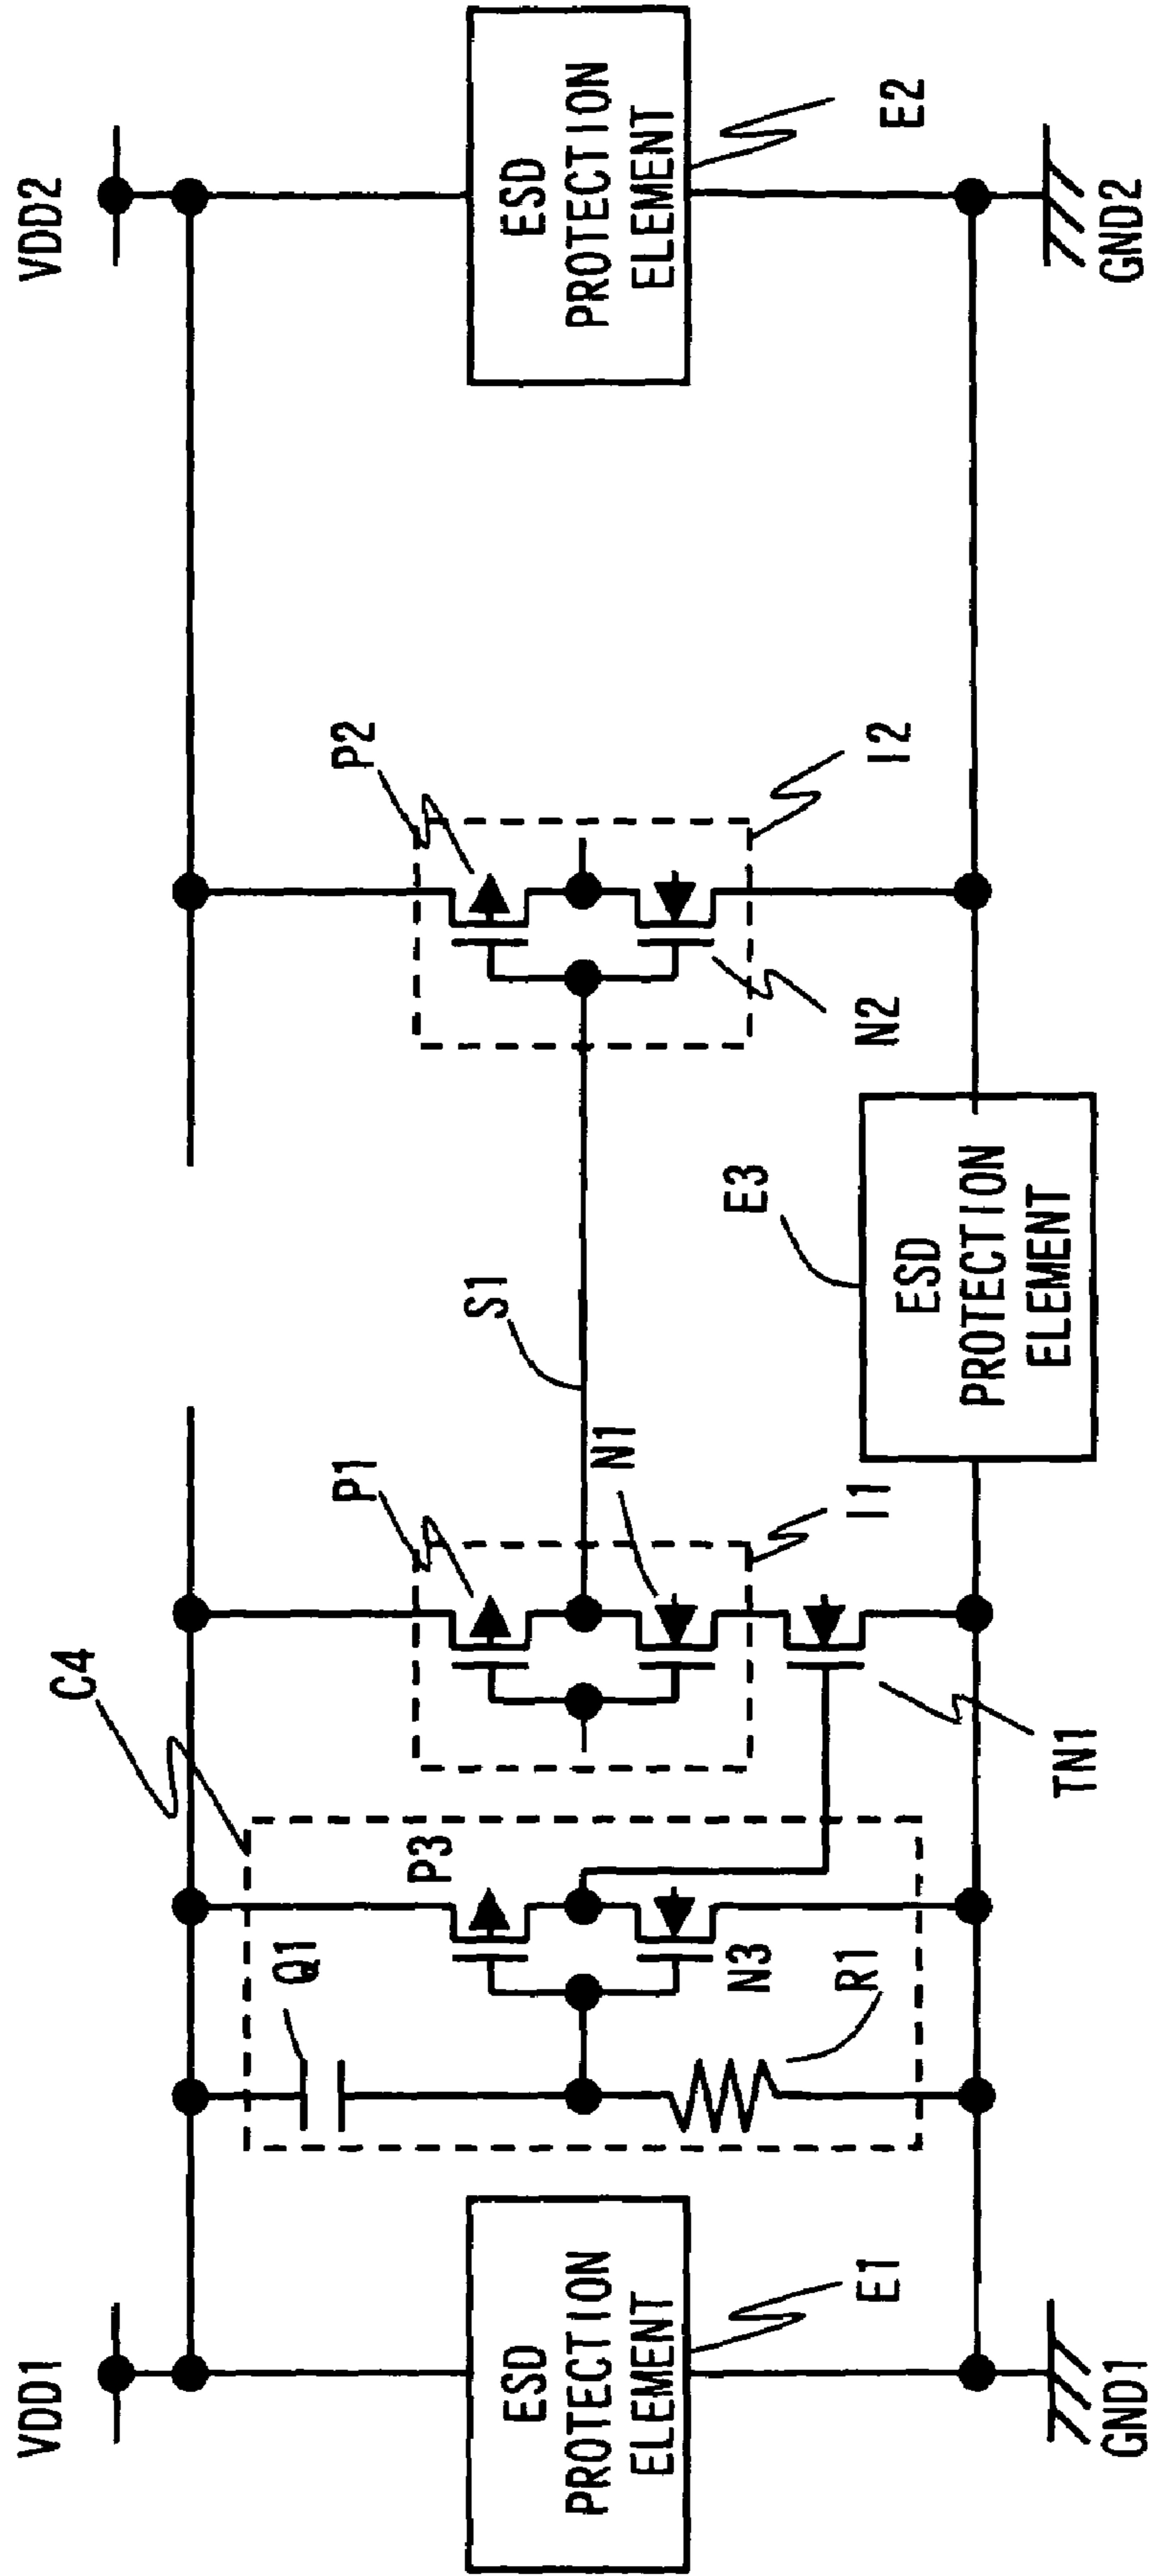 VDD1
VDD2
C4
Q1
P3
P1
P2
S1
N1
N3
R1
I1
TN1
E3
N2
I2
ESD
PROTECTION
ELEMENT
E1
ESD
PROTECTION
ELEMENT
ESD
PROTECTION
ELEMENT
E2
GND1
GND2